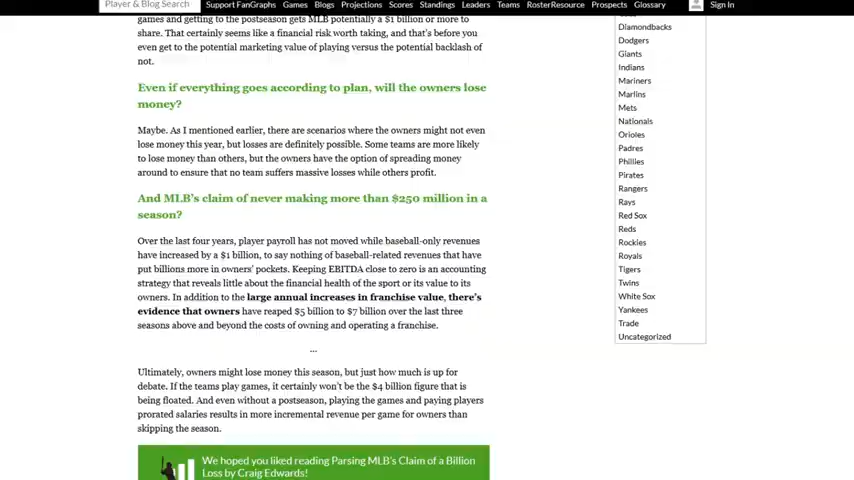 Player & Blog Search
Support FanGraphs Games Blogs Projections Scores Standings Leaders Teams RosterResource Prospects Glossary Sign In
games and getting to the postseason gets MLB potentially a $1 billion or more to
share. That certainly seems like a financial risk worth taking, and that's before you
even get to the potential marketing value of playing versus the potential backlash of
not.
Even if everything goes according to plan, will the owners lose
money?
Maybe. As I mentioned earlier, there are scenarios where the owners might not even
lose money this year, but losses are definitely possible. Some teams are more likely
to lose money than others, but the owners have the option of spreading money
around to ensure that no team suffers massive losses while others profit.
And MLB's claim of never making more than $250 million in a
season?
Over the last four years, player payroll has not moved while baseball-only revenues
have increased by a $1 billion, to say nothing of baseball-related revenues that have
put billions more in owners' pockets. Keeping EBITDA close to zero is an accounting
strategy that reveals little about the financial health of the sport or its value to its
owners. In addition to the large annual increases in franchise value, there's
evidence that owners have reaped $5 billion to $7 billion over the last three
seasons above and beyond the costs of owning and operating a franchise.
...
Ultimately, owners might lose money this season, but just how much is up for
debate. If the teams play games, it certainly won't be the $4 billion figure that is
being floated. And even without a postseason, playing the games and paying players
prorated salaries results in more incremental revenue per game for owners than
skipping the season.
We hoped you liked reading Parsing MLB's Claim of a Billion
Loss by Craig Edwards!
Diamondbacks
Dodgers
Giants
Indians
Mariners
Marlins
Mets
Nationals
Orioles
Padres
Phillies
Pirates
Rangers
Rays
Red Sox
Reds
Rockies
Royals
Tigers
Twins
White Sox
Yankees
Trade
Uncategorized